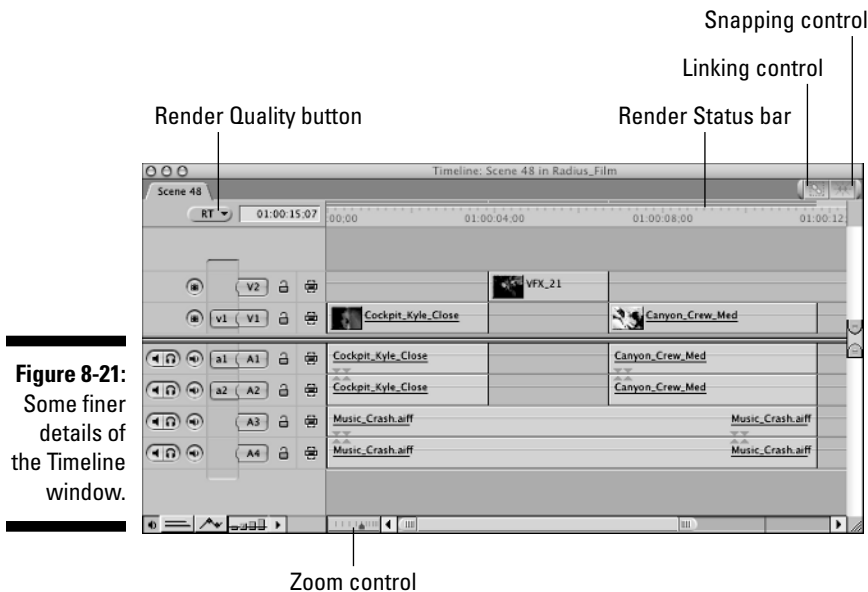 Snapping control
Linking control
Render Quality button
Render Status bar
Timeline: Scene 48 in Radius_Film
Scene 48
RT
01:00:15;07
00;00
01:00:04;00
01:00:08;00
01:00:12;
V2
VFX_21
v1
V1
Cockpit_Kyle_Close
Canyon_Crew_Med
a1
A1
Cockpit_Kyle_Close
Canyon_Crew_Med
a2
A2
Cockpit_Kyle_Close
Canyon_Crew_Med
A3
Music_Crash.aiff
Music_Crash.aiff
A4
Music_Crash.aiff
Music_Crash.aiff
Figure 8-21:
Some finer
details of
the Timeline
window.
Zoom control